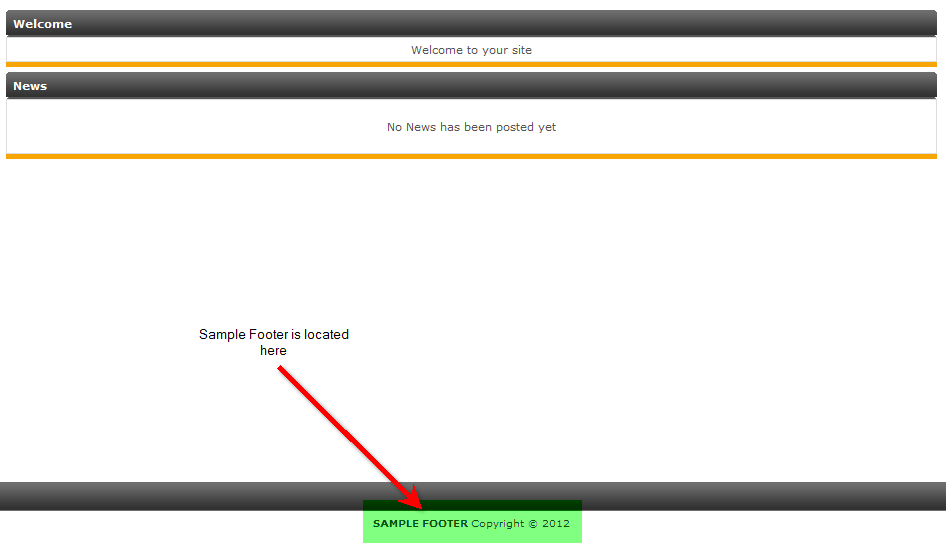 Welcome
Welcome to your site
News
No News has been posted yet
Sample Footer is located
here
SAMPLE FOOTER Copyright © 2012